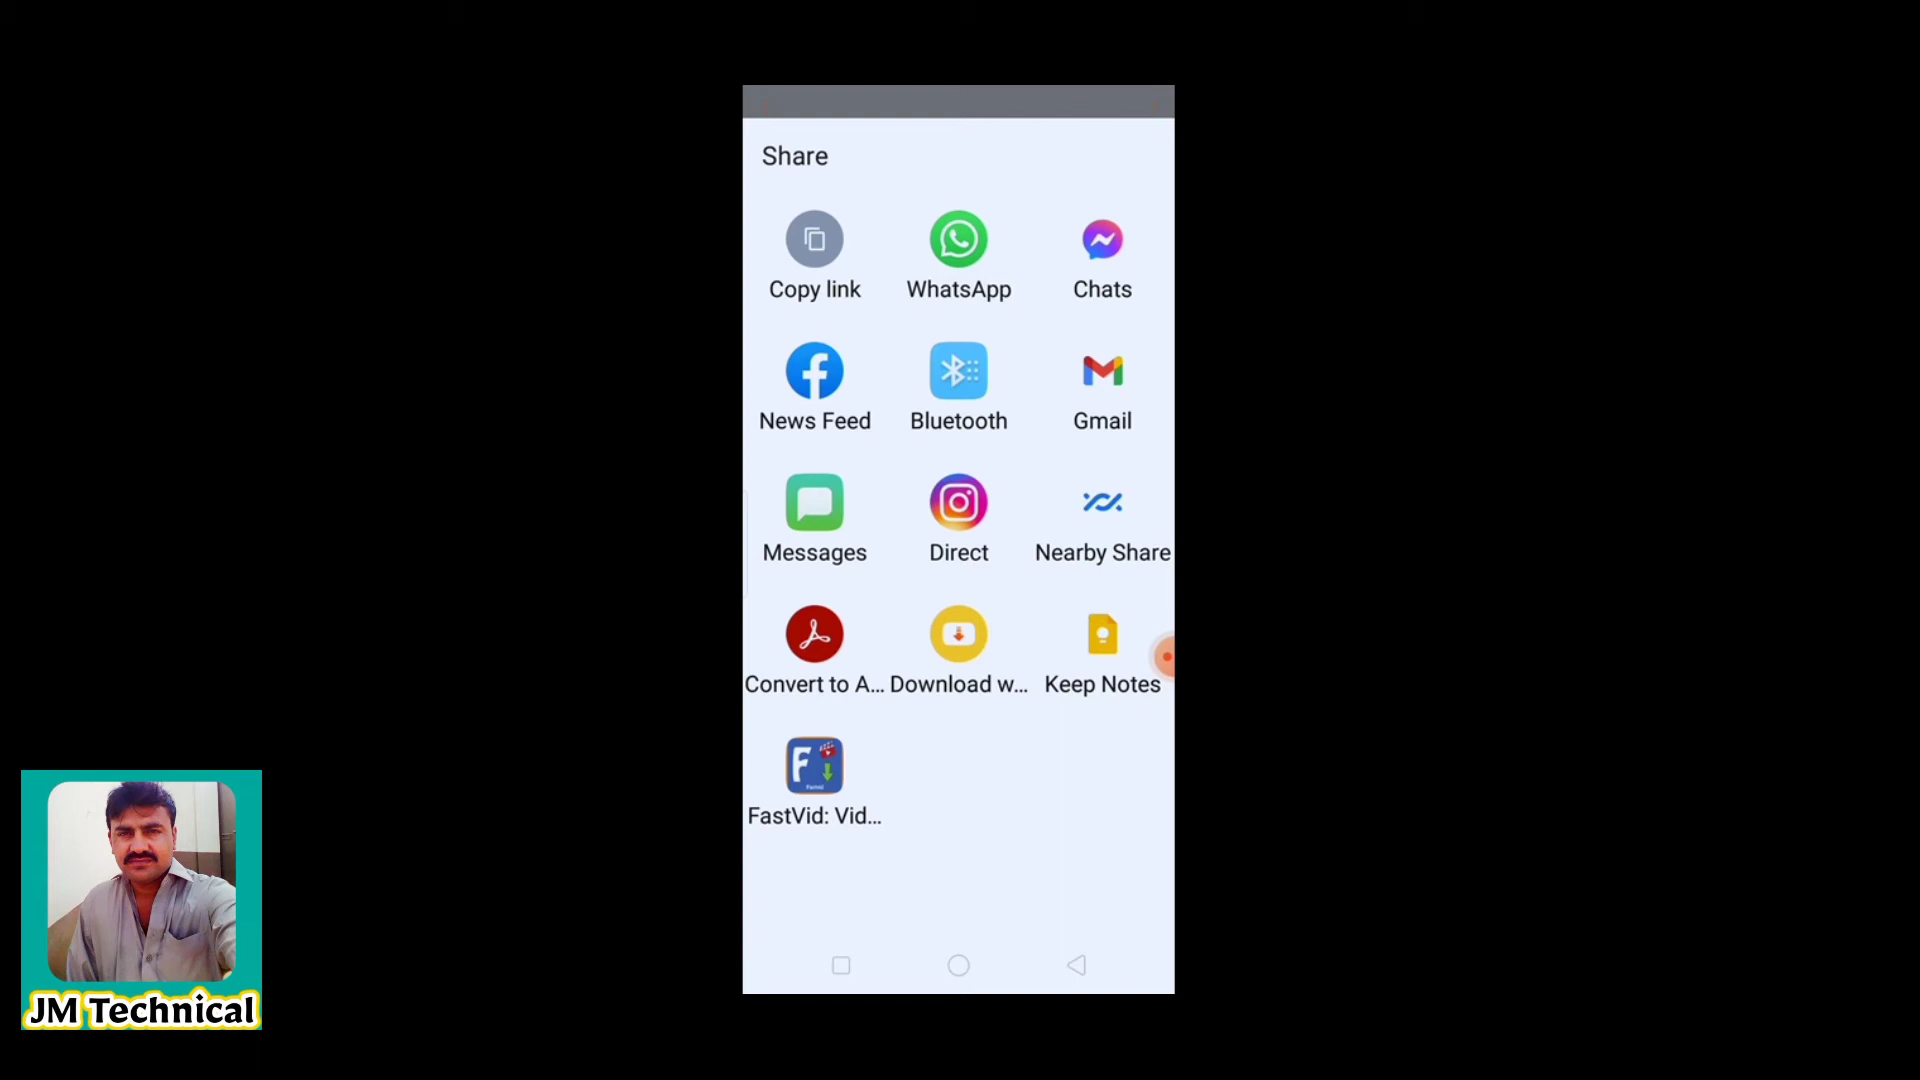 Share
Copy link
WhatsApp
Chats
News Feed
Bluetooth
Gmail
Messages
Direct
Nearby Share
Convert to A...
Download w...
Keep Notes
FastVid: Vid...
JM Technical